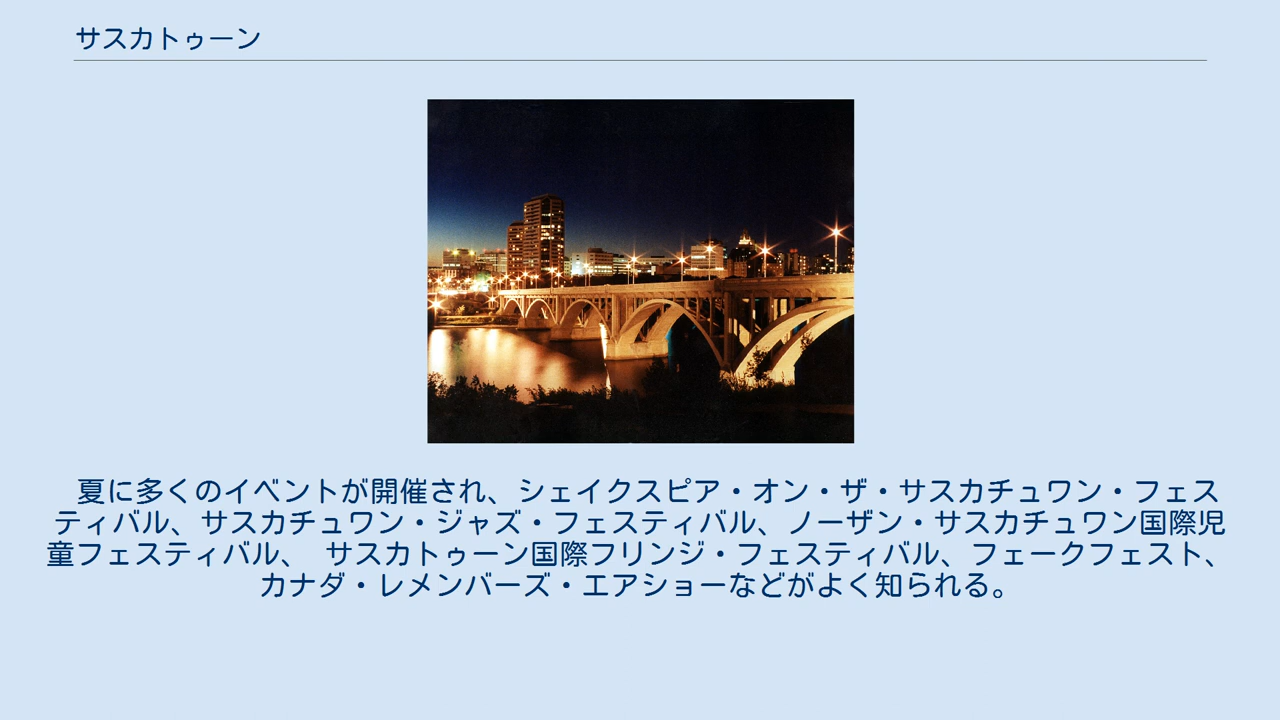 サスカトゥーン
夏に多くのイベントが開催され、シェイクスピア・オン・ザ・サスカチュワン・フェス
ティバル、サスカチュワン・ジャズ・フェスティバル、ノーザン・サスカチュワン国際児
童フェスティバル、 サスカトゥーン国際フリンジ・フェスティバル、フェークフェスト、
カナダ・レメンバーズ・エアショーなどがよく知られる。